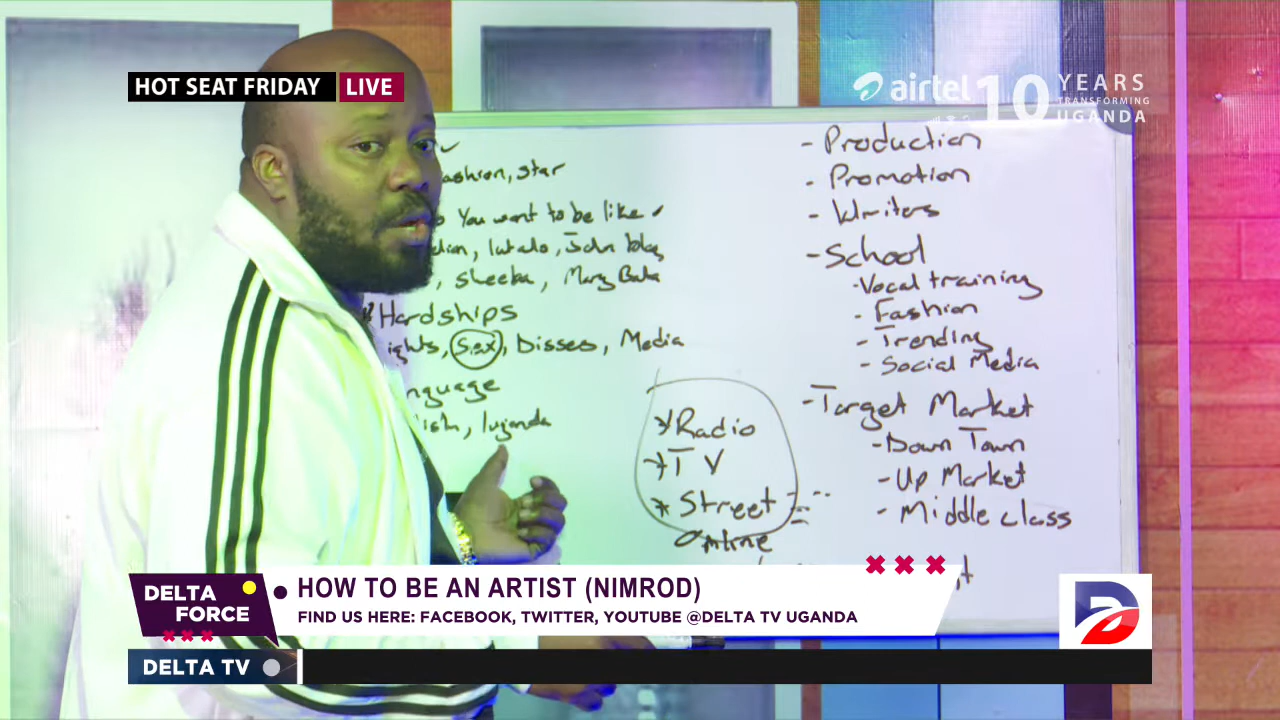 HOT SEAT FRIDAY LIVE
airtel 10 YEARS
TRANSFORMING
UGANDA
ashion, star
You want to be like
Sheeba, Mary
Hardships
ights, Sex, Disses, Media
nguage
ish, luganda
- Production
- Promotion
- Writers
- School
- Vocal training
- Fashion
- Trending
- Social Media
- Target Market
- Down Town
- Up Market
- Middle class
Radio
TV
Street
Online
DELTA
FORCE
HOW TO BE AN ARTIST (NIMROD)
FIND US HERE: FACEBOOK, TWITTER, YOUTUBE @DELTA TV UGANDA
DELTA TV